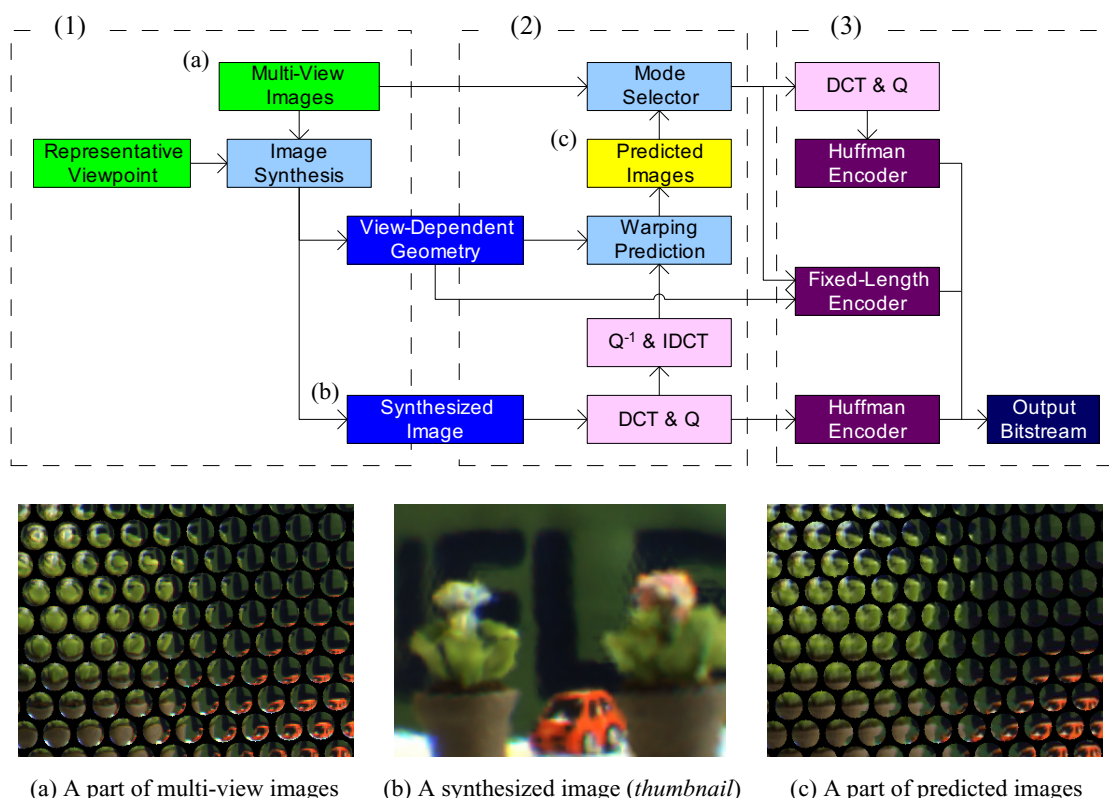 (1)
(2)
(3)
(a)
Multi-View
Images
Mode
Selector
DCT & Q
Representative
Viewpoint
Image
Synthesis
(c)
Predicted
Images
Huffman
Encoder
View-Dependent
Geometry
Warping
Prediction
Fixed-Length
Encoder
Q⁻¹ & IDCT
(b)
Synthesized
Image
DCT & Q
Huffman
Encoder
Output
Bitstream
(a) A part of multi-view images
(b) A synthesized image (thumbnail)
(c) A part of predicted images